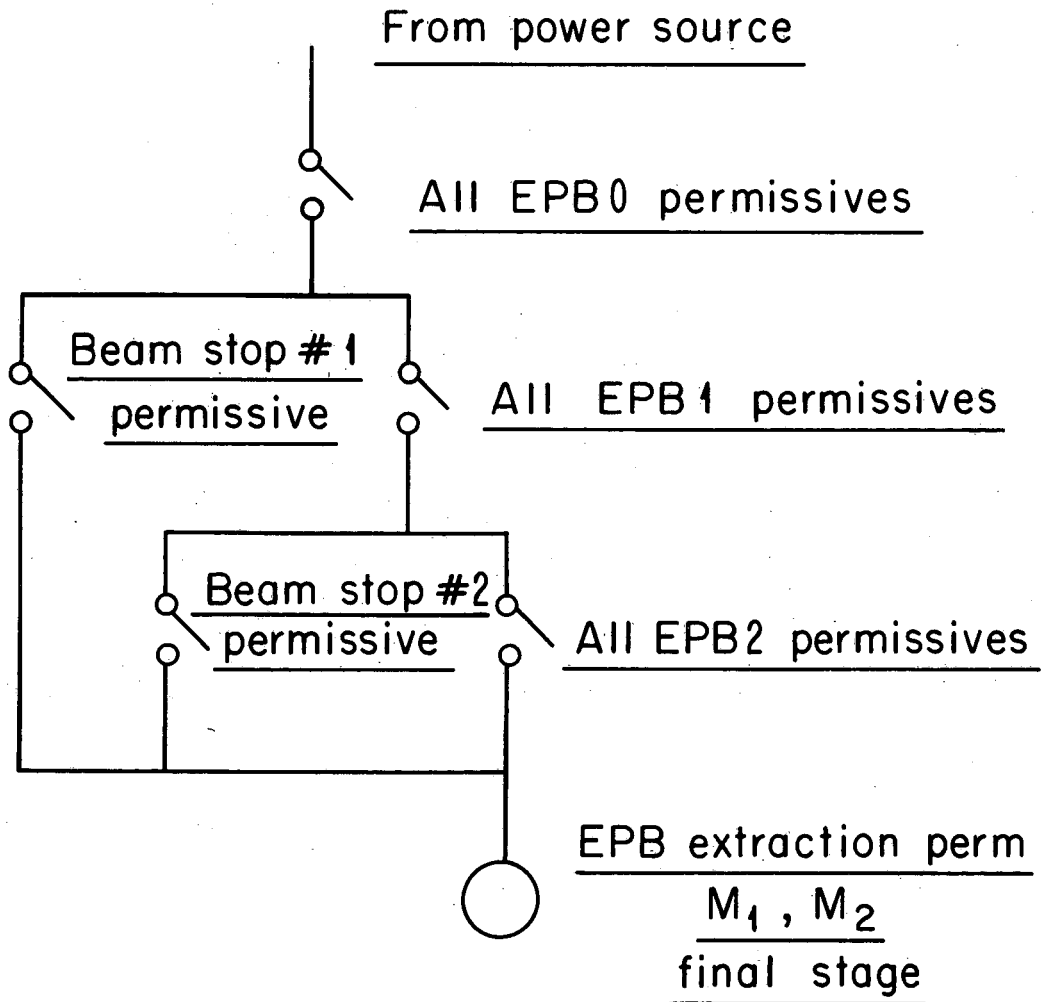 From power source
All EPB0 permissives
Beam stop #1
permissive
All EPB1 permissives
Beam stop #2
permissive
All EPB2 permissives
EPB extraction perm
M₁, M₂
final stage